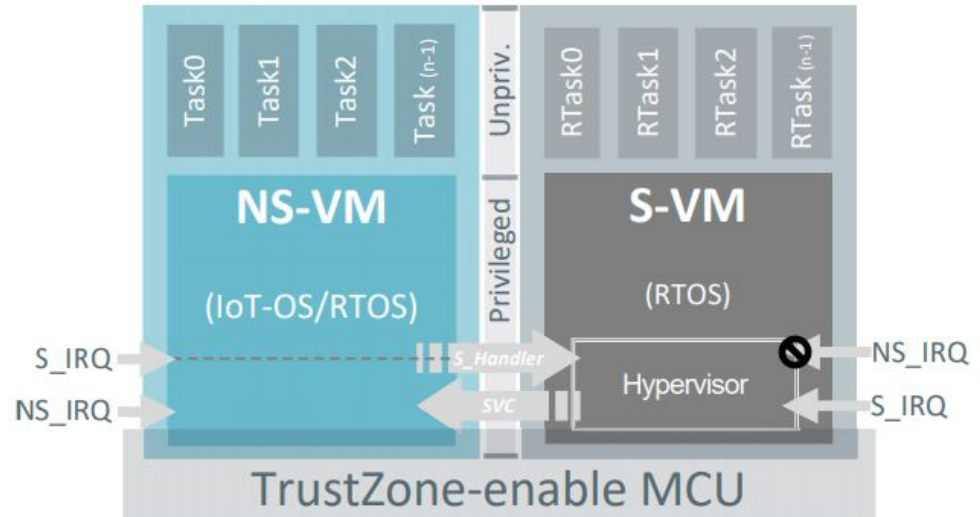 Task0
Task1
Task2
Task (n-1)
Unpriv.
RTask0
RTask1
RTask2
RTask (n-1)
NS-VM
(IoT-OS/RTOS)
Privileged
S-VM
(RTOS)
S_IRQ
S_Handler
NS_IRQ
Hypervisor
NS_IRQ
SVC
S_IRQ
TrustZone-enable MCU